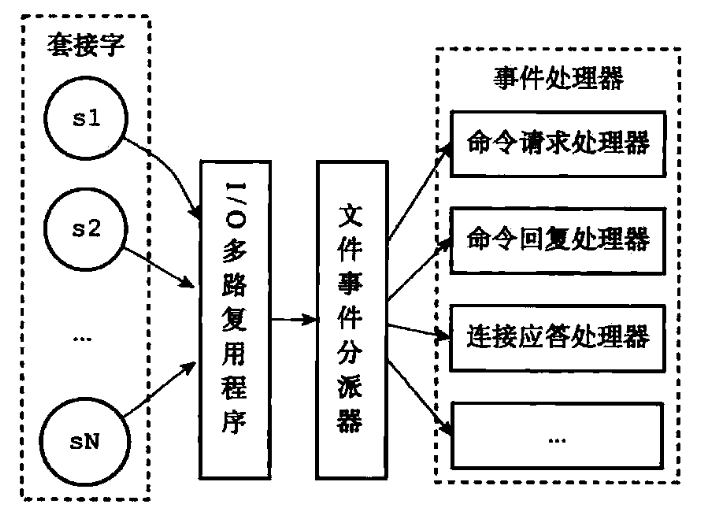 套接字
s1
s2
...
sN
I/O多路复用程序
文件事件分派器
事件处理器
命令请求处理器
命令回复处理器
连接应答处理器
...